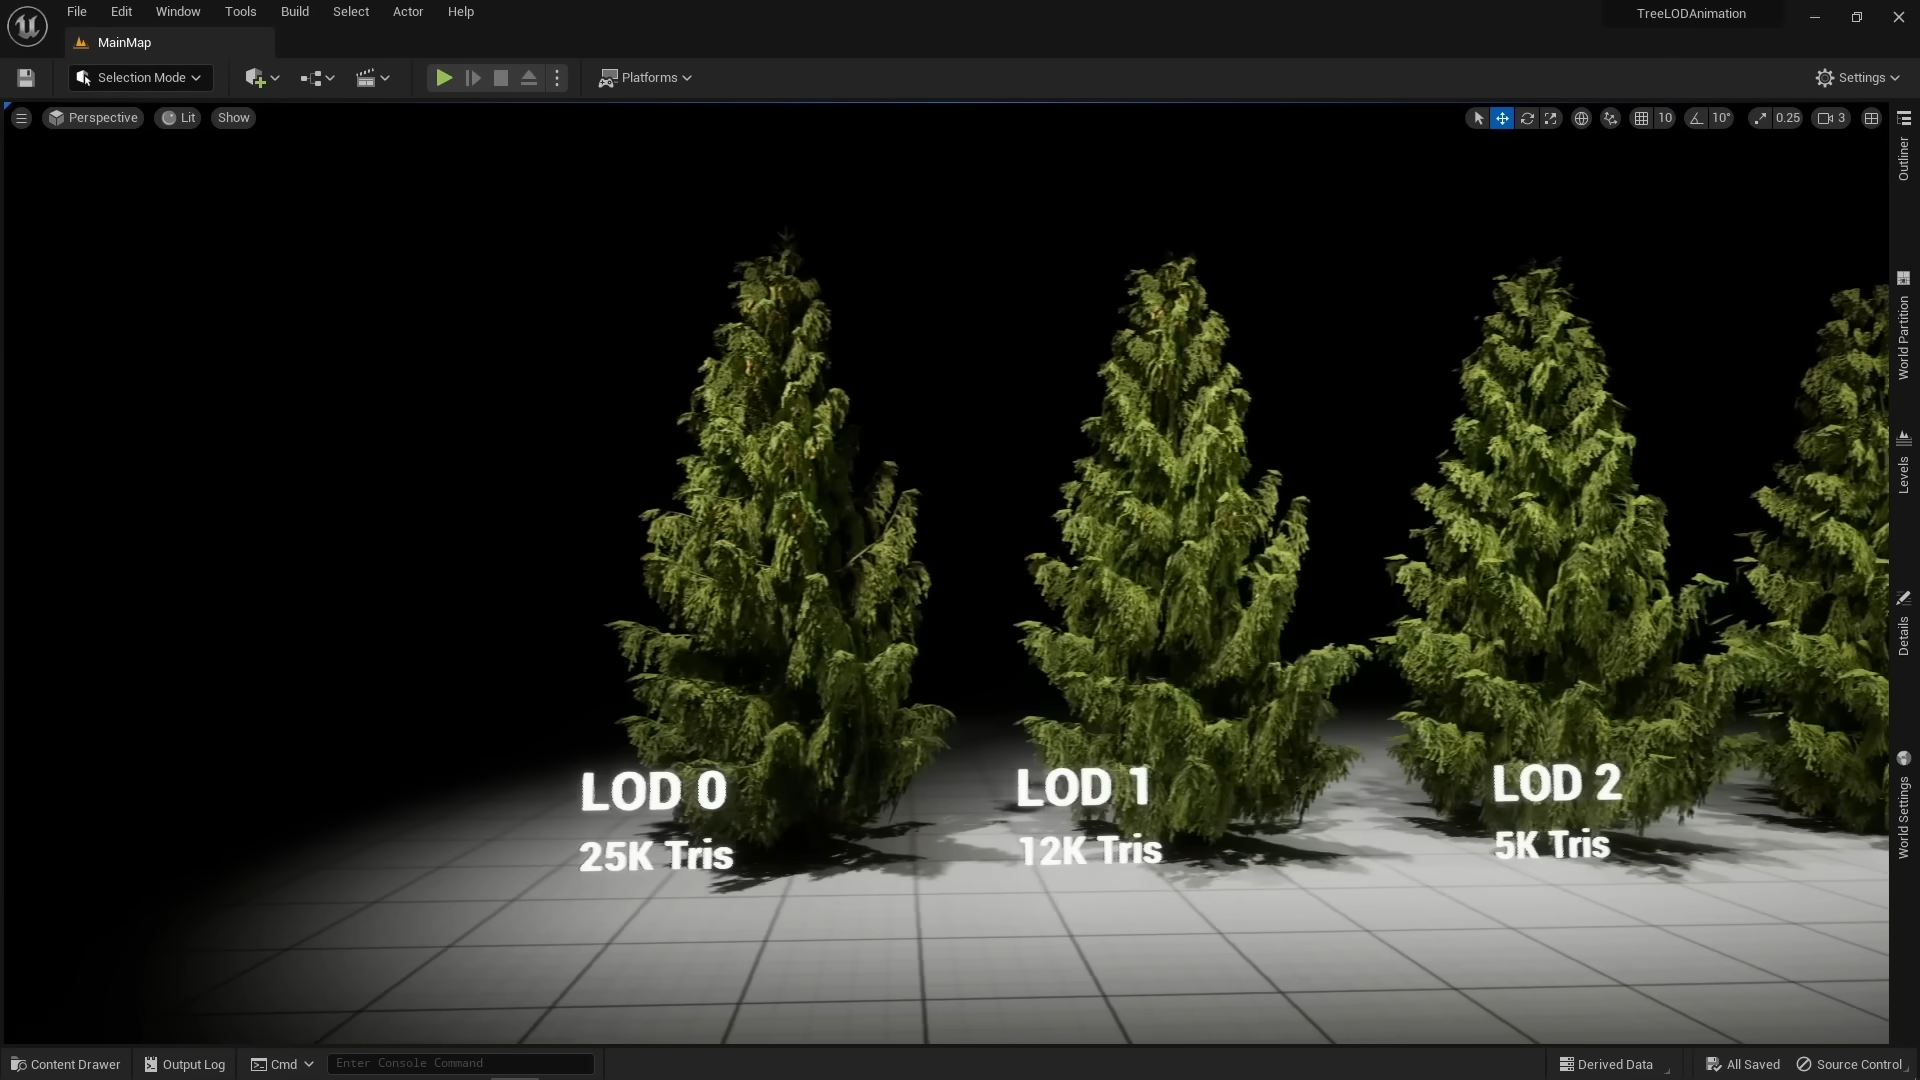 File Edit Window Tools Build Select Actor Help
TreeLODAnimation
MainMap
Selection Mode
Platforms
Settings
Perspective Lit Show
10 10° 0.25 3
Outliner
World Partition
Levels
Details
World Settings
LOD 0
25K Tris
LOD 1
12K Tris
LOD 2
5K Tris
Content Drawer Output Log Cmd Enter Console Command
Derived Data All Saved Source Control